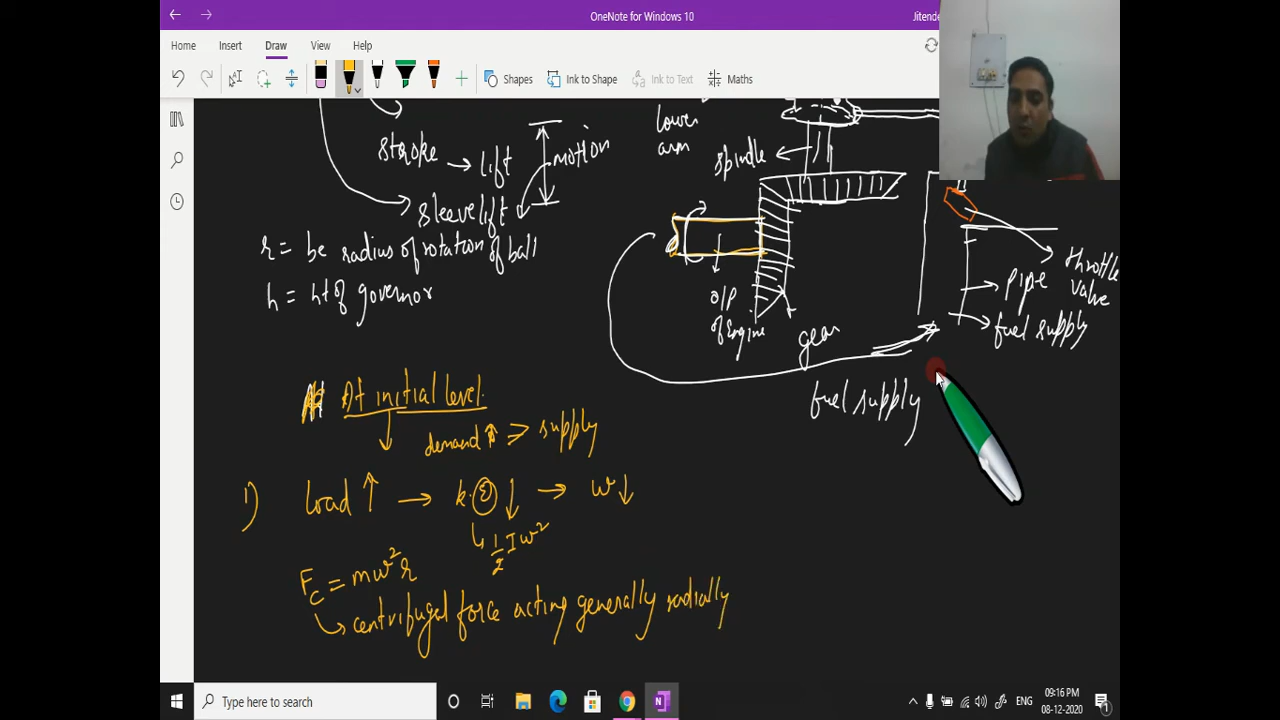 OneNote for Windows 10
Jitende
Home Insert Draw View Help
Shapes Ink to Shape Ink to Text Maths
lower
arm
spindle
stroke → lift
motion
sleeve lift
r = be radius of rotation of ball
h = ht of governor
O/P
of Engine
gear
throttle
valve
pipe
fuel supply
fuel supply
At initial level
demand ↑ > supply
1) Load ↑ → k.E ↓ → w ↓
1/2 Iw²
Fc = mw²r
centrifugal force acting generally radially
Type here to search
ENG
09:16 PM
08-12-2020